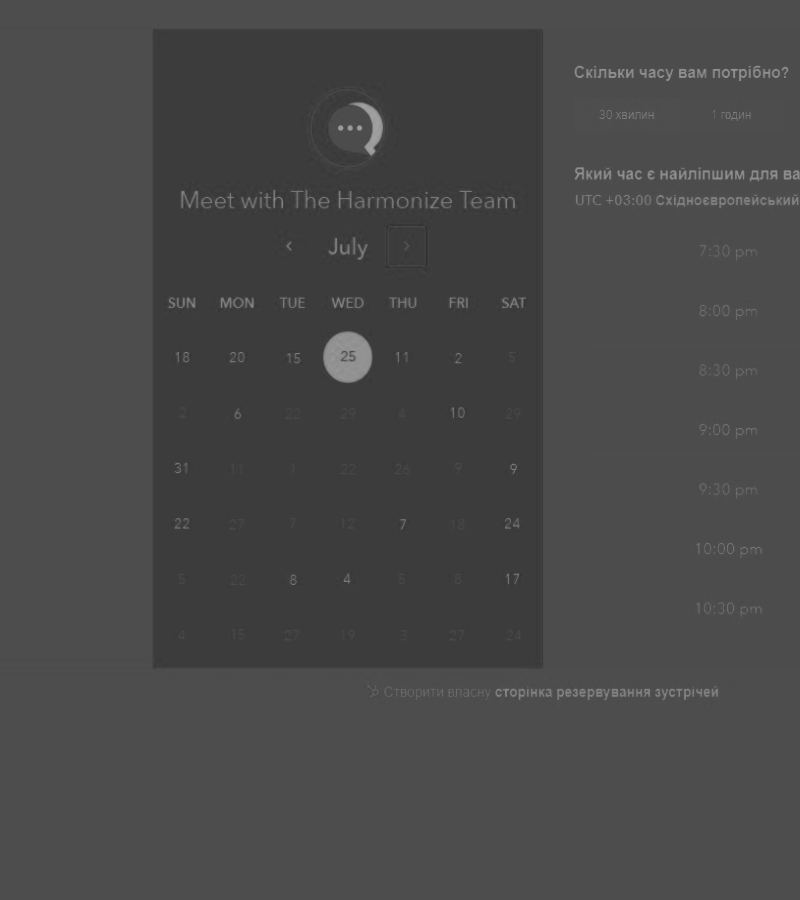 Meet with The Harmonize Team
July
SUN MON TUE WED THU FRI SAT
18 20 15 25 11 2 5
2 6 22 29 4 10 29
31 11 1 22 26 9 9
22 27 7 12 7 18 24
5 22 8 4 5 8 17
4 15 27 19 3 27 24
Скільки часу вам потрібно?
30 хвилин 1 годин
Який час є найліпшим для ва
UTC +03:00 Східноєвропейський
7:30 pm
8:00 pm
8:30 pm
9:00 pm
9:30 pm
10:00 pm
10:30 pm
Створити власну сторінка резервування зустрічей